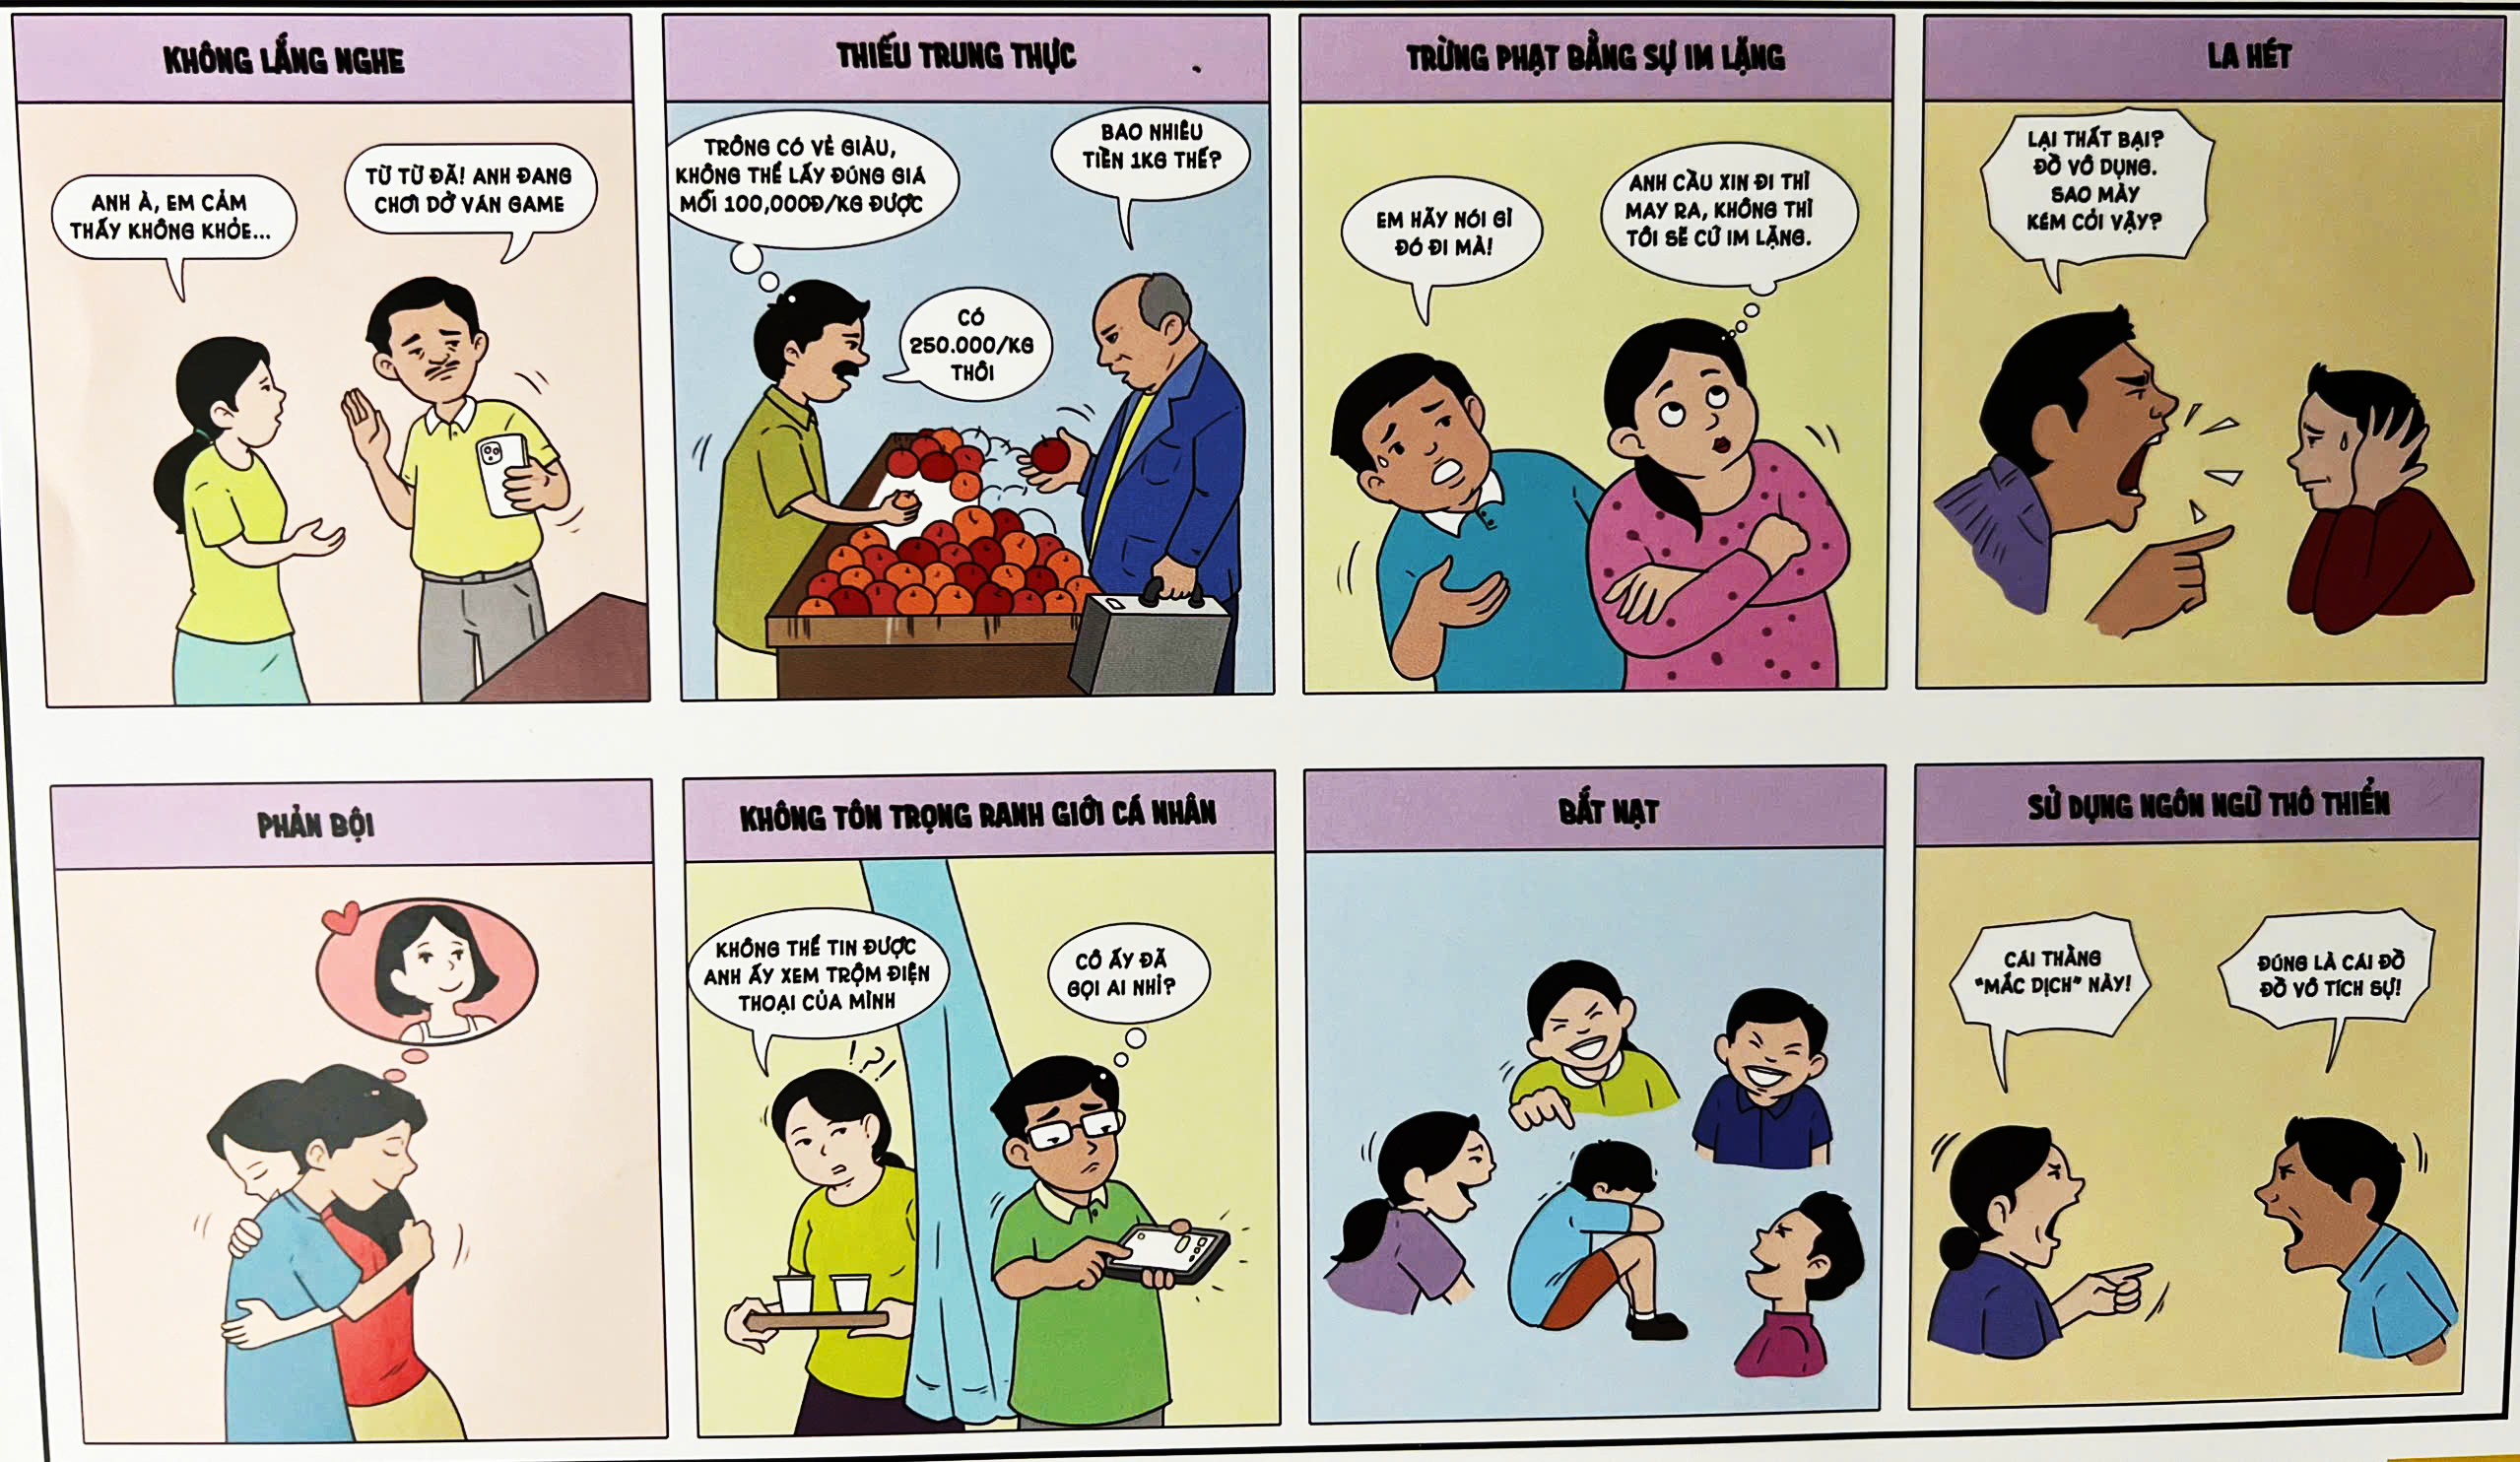 KHÔNG LẮNG NGHE
ANH À, EM CẢM
THẤY KHÔNG KHỎE...
TỪ TỪ ĐÃ! ANH ĐANG
CHƠI DỞ VÁN GAME
THIẾU TRUNG THỰC
TRÔNG CÓ VẺ GIÀU,
KHÔNG THỂ LẤY ĐÚNG GIÁ
MỖI 100,000Đ/KG ĐƯỢC
BAO NHIÊU
TIỀN 1KG THẾ?
CÓ
250.000/KG
THÔI
TRỪNG PHẠT BẰNG SỰ IM LẶNG
EM HÃY NÓI GÌ
ĐÓ ĐI MÀ!
ANH CẦU XIN ĐI THÌ
MAY RA, KHÔNG THÌ
TÔI SẼ CỨ IM LẶNG.
LA HÉT
LẠI THẤT BẠI?
ĐỒ VÔ DỤNG.
SAO MÀY
KÉM CỎI VẬY?
PHẢN BỘI
KHÔNG TÔN TRỌNG RANH GIỚI CÁ NHÂN
KHÔNG THỂ TIN ĐƯỢC
ANH ẤY XEM TRỘM ĐIỆN
THOẠI CỦA MÌNH
!?!
CÔ ẤY ĐÃ
GỌI AI NHỈ?
BẮT NẠT
SỬ DỤNG NGÔN NGỮ THÔ THIỂN
CÁI THẰNG
"MẮC DỊCH" NÀY!
ĐÚNG LÀ CÁI ĐỒ
ĐỒ VÔ TÍCH SỰ!